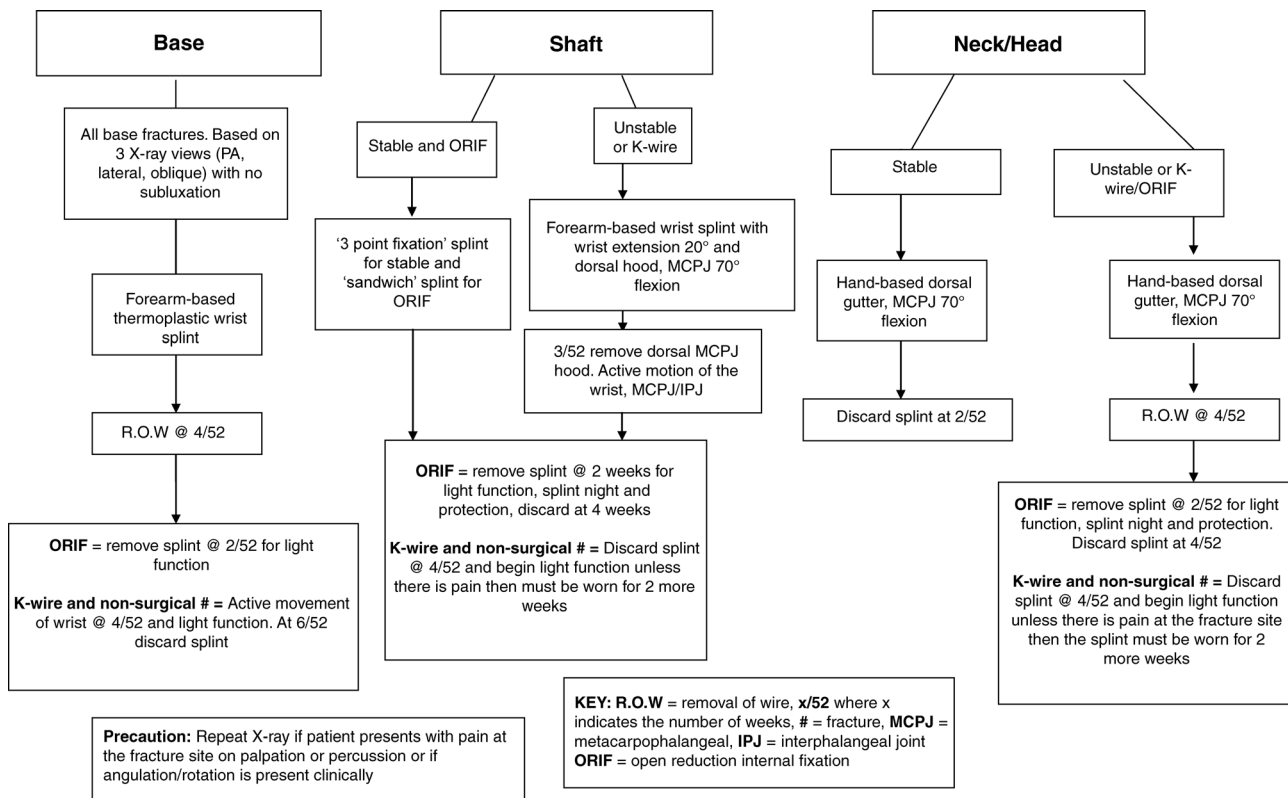 Base
All base fractures. Based on
3 X-ray views (PA,
lateral, oblique) with no
subluxation
Forearm-based
thermoplastic wrist
splint
R.O.W @ 4/52
ORIF = remove splint @ 2/52 for light
function
K-wire and non-surgical # = Active movement
of wrist @ 4/52 and light function. At 6/52
discard splint
Shaft
Stable and ORIF
‘3 point fixation’ splint
for stable and
‘sandwich’ splint for
ORIF
Unstable
or K-wire
Forearm-based wrist splint with
wrist extension 20° and
dorsal hood, MCPJ 70°
flexion
3/52 remove dorsal MCPJ
hood. Active motion of the
wrist, MCPJ/IPJ
ORIF = remove splint @ 2 weeks for
light function, splint night and
protection, discard at 4 weeks
K-wire and non-surgical # = Discard splint
@ 4/52 and begin light function unless
there is pain then must be worn for 2 more
weeks
Neck/Head
Stable
Hand-based dorsal
gutter, MCPJ 70°
flexion
Discard splint at 2/52
Unstable or K-
wire/ORIF
Hand-based dorsal
gutter, MCPJ 70°
flexion
R.O.W @ 4/52
ORIF = remove splint @ 2/52 for light
function, splint night and protection.
Discard splint at 4/52
K-wire and non-surgical # = Discard
splint @ 4/52 and begin light function
unless there is pain at the fracture site
then the splint must be worn for 2
more weeks
Precaution: Repeat X-ray if patient presents with pain at
the fracture site on palpation or percussion or if
angulation/rotation is present clinically
KEY: R.O.W = removal of wire, x/52 where x
indicates the number of weeks, # = fracture, MCPJ =
metacarpophalangeal, IPJ = interphalangeal joint
ORIF = open reduction internal fixation